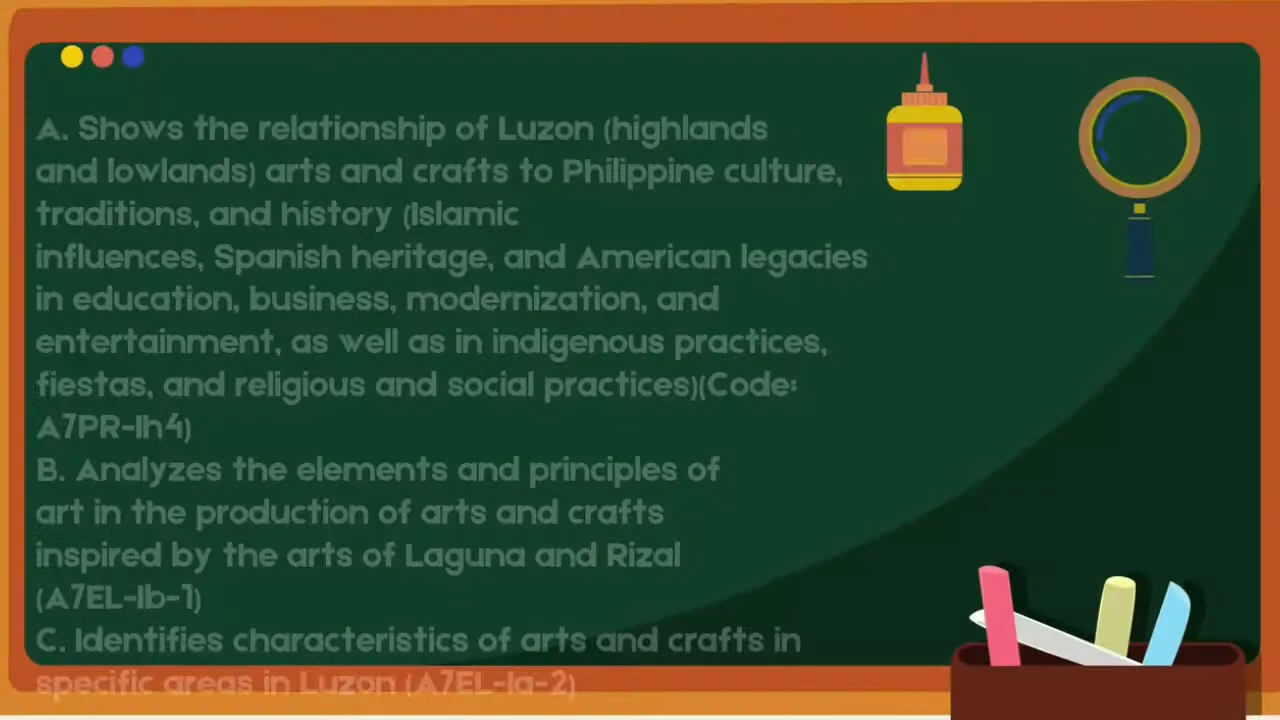 A. Shows the relationship of Luzon (highlands
and lowlands) arts and crafts to Philippine culture,
traditions, and history (Islamic
influences, Spanish heritage, and American legacies
in education, business, modernization, and
entertainment, as well as in indigenous practices,
fiestas, and religious and social practices)(Code:
A7PR-Ih4)
B. Analyzes the elements and principles of
art in the production of arts and crafts
inspired by the arts of Laguna and Rizal
(A7EL-Ib-1)
C. Identifies characteristics of arts and crafts in
specific areas in Luzon (A7EL-Ia-2)